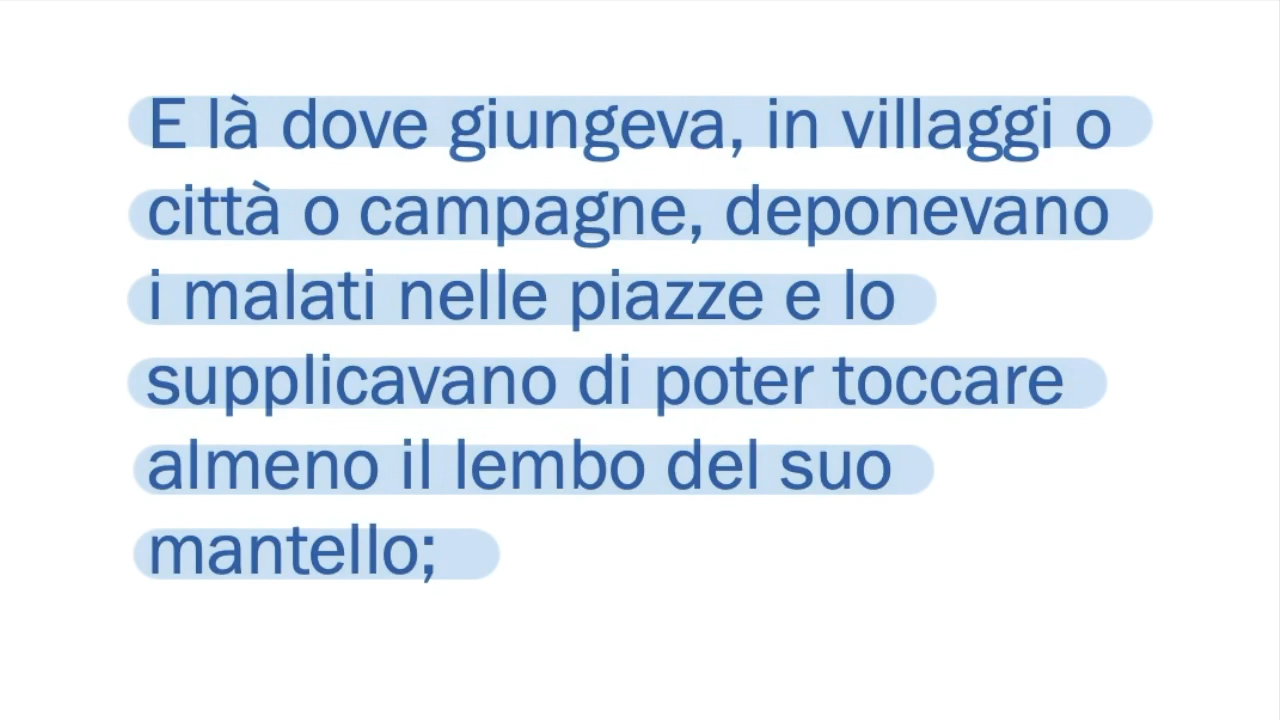 E là dove giungeva, in villaggi o
città o campagne, deponevano
i malati nelle piazze e lo
supplicavano di poter toccare
almeno il lembo del suo
mantello;